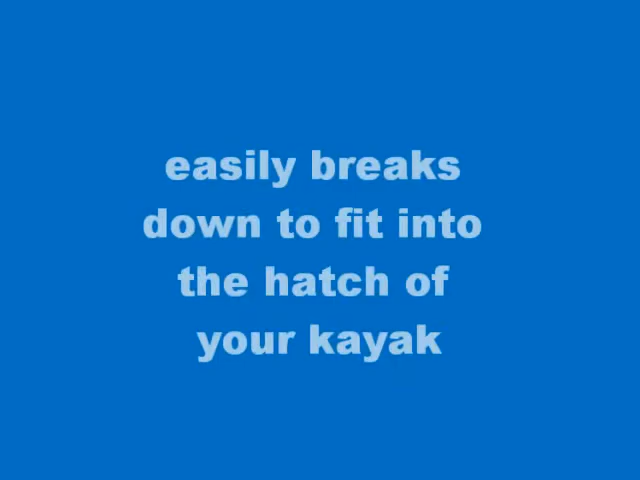 easily breaks
down to fit into
the hatch of
your kayak